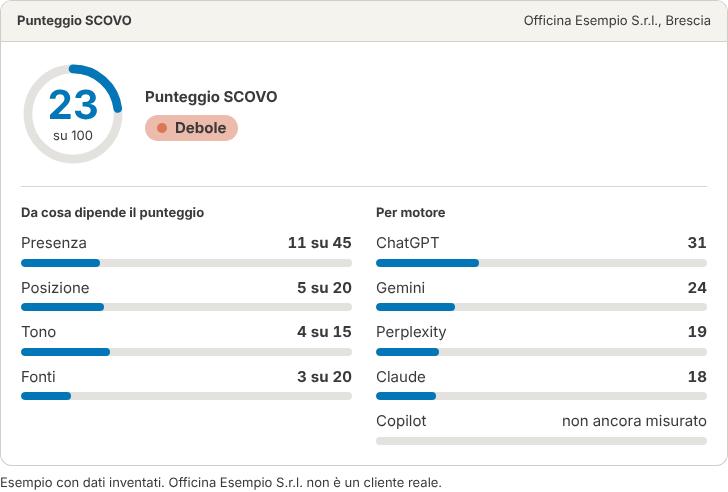 Punteggio SCOVO
Officina Esempio S.r.l., Brescia
23
su 100
Punteggio SCOVO
Debole
Da cosa dipende il punteggio
Presenza 11 su 45
Posizione 5 su 20
Tono 4 su 15
Fonti 3 su 20
Per motore
ChatGPT 31
Gemini 24
Perplexity 19
Claude 18
Copilot non ancora misurato
Esempio con dati inventati. Officina Esempio S.r.l. non è un cliente reale.